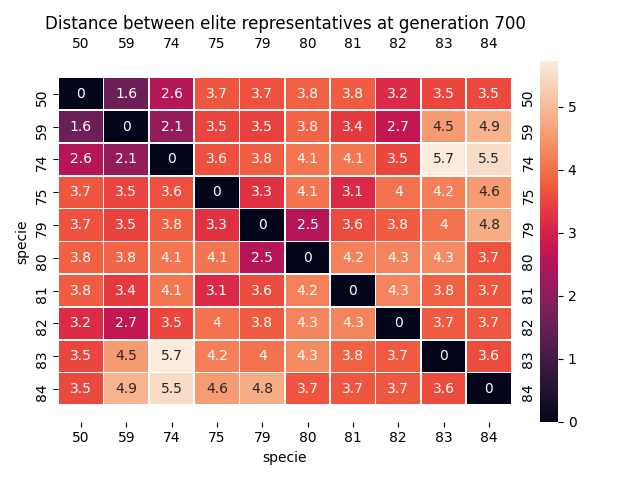 Distance between elite representatives at generation 700
50 59 74 75 79 80 81 82 83 84
50 0 1.6 2.6 3.7 3.7 3.8 3.8 3.2 3.5 3.5 50
59 1.6 0 2.1 3.5 3.5 3.8 3.4 2.7 4.5 4.9 59
74 2.6 2.1 0 3.6 3.8 4.1 4.1 3.5 5.7 5.5 74
75 3.7 3.5 3.6 0 3.3 4.1 3.1 4 4.2 4.6 75
79 3.7 3.5 3.8 3.3 0 2.5 3.6 3.8 4 4.8 79
80 3.8 3.8 4.1 4.1 2.5 0 4.2 4.3 4.3 3.7 80
81 3.8 3.4 4.1 3.1 3.6 4.2 0 4.3 3.8 3.7 81
82 3.2 2.7 3.5 4 3.8 4.3 4.3 0 3.7 3.7 82
83 3.5 4.5 5.7 4.2 4 4.3 3.8 3.7 0 3.6 83
84 3.5 4.9 5.5 4.6 4.8 3.7 3.7 3.7 3.6 0 84
50 59 74 75 79 80 81 82 83 84
specie
specie
5
4
3
2
1
0